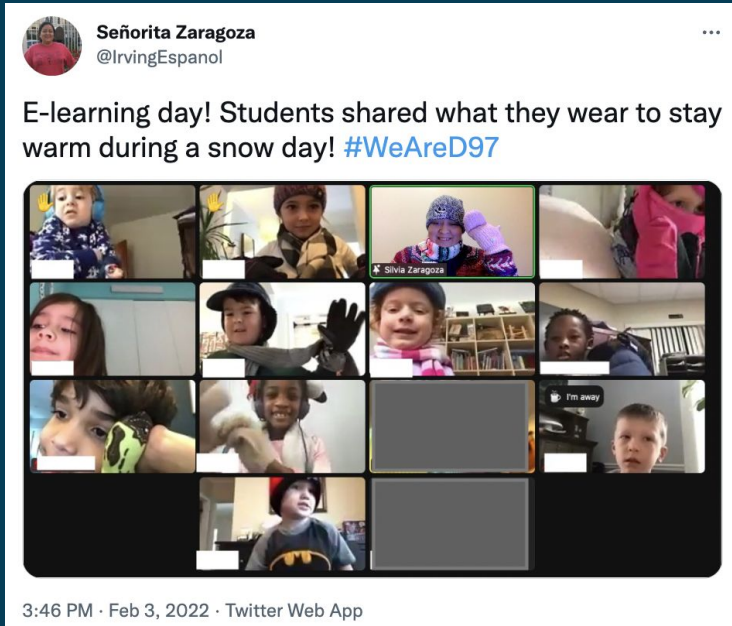 Señorita Zaragoza
@IrvingEspanol
E-learning day! Students shared what they wear to stay
warm during a snow day! #WeAreD97
Silvia Zaragoza
I'm away
3:46 PM · Feb 3, 2022 · Twitter Web App